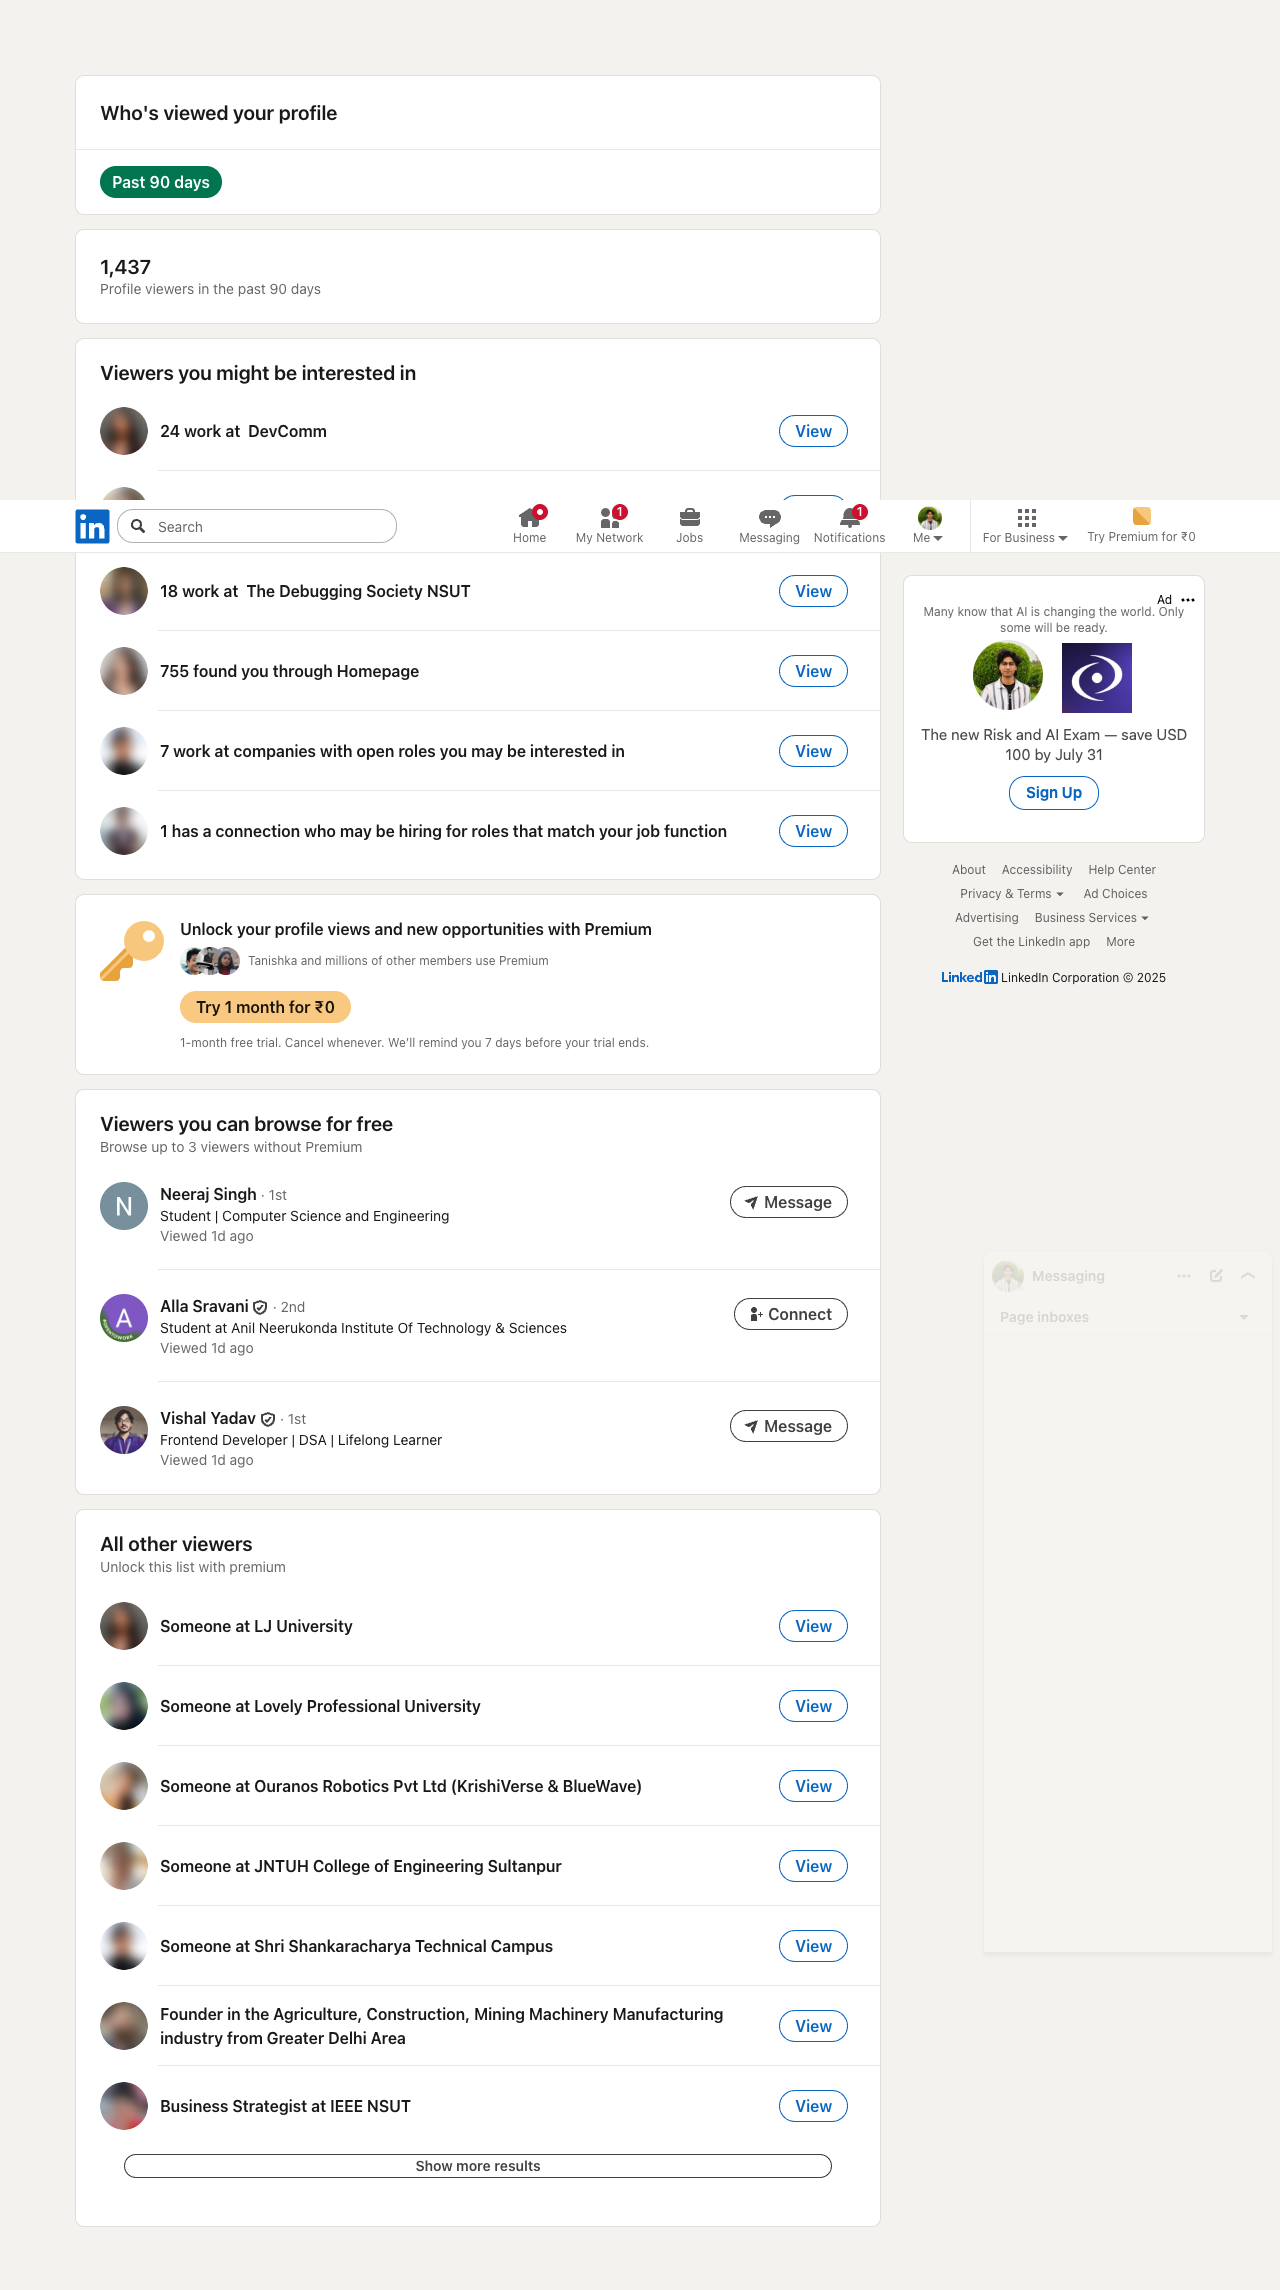 Who's viewed your profile
Past 90 days
1,437
Profile viewers in the past 90 days
Viewers you might be interested in
24 work at  DevComm
View
in
Search
Home
1
My Network
Jobs
Messaging
1
Notifications
Me
For Business
Try Premium for ₹0
18 work at  The Debugging Society NSUT
View
755 found you through Homepage
View
7 work at companies with open roles you may be interested in
View
1 has a connection who may be hiring for roles that match your job function
View
Ad
Many know that AI is changing the world. Only
some will be ready.
The new Risk and AI Exam — save USD
100 by July 31
Sign Up
About Accessibility Help Center
Privacy & Terms Ad Choices
Advertising Business Services
Get the LinkedIn app More
LinkedIn LinkedIn Corporation © 2025
Unlock your profile views and new opportunities with Premium
Tanishka and millions of other members use Premium
Try 1 month for ₹0
1-month free trial. Cancel whenever. We'll remind you 7 days before your trial ends.
Viewers you can browse for free
Browse up to 3 viewers without Premium
N
Neeraj Singh · 1st
Student | Computer Science and Engineering
Viewed 1d ago
Message
A
#OPENTOWORK
Alla Sravani · 2nd
Student at Anil Neerukonda Institute Of Technology & Sciences
Viewed 1d ago
Connect
Vishal Yadav · 1st
Frontend Developer | DSA | Lifelong Learner
Viewed 1d ago
Message
Messaging
Page inboxes
All other viewers
Unlock this list with premium
Someone at LJ University
View
Someone at Lovely Professional University
View
Someone at Ouranos Robotics Pvt Ltd (KrishiVerse & BlueWave)
View
Someone at JNTUH College of Engineering Sultanpur
View
Someone at Shri Shankaracharya Technical Campus
View
Founder in the Agriculture, Construction, Mining Machinery Manufacturing
industry from Greater Delhi Area
View
Business Strategist at IEEE NSUT
View
Show more results